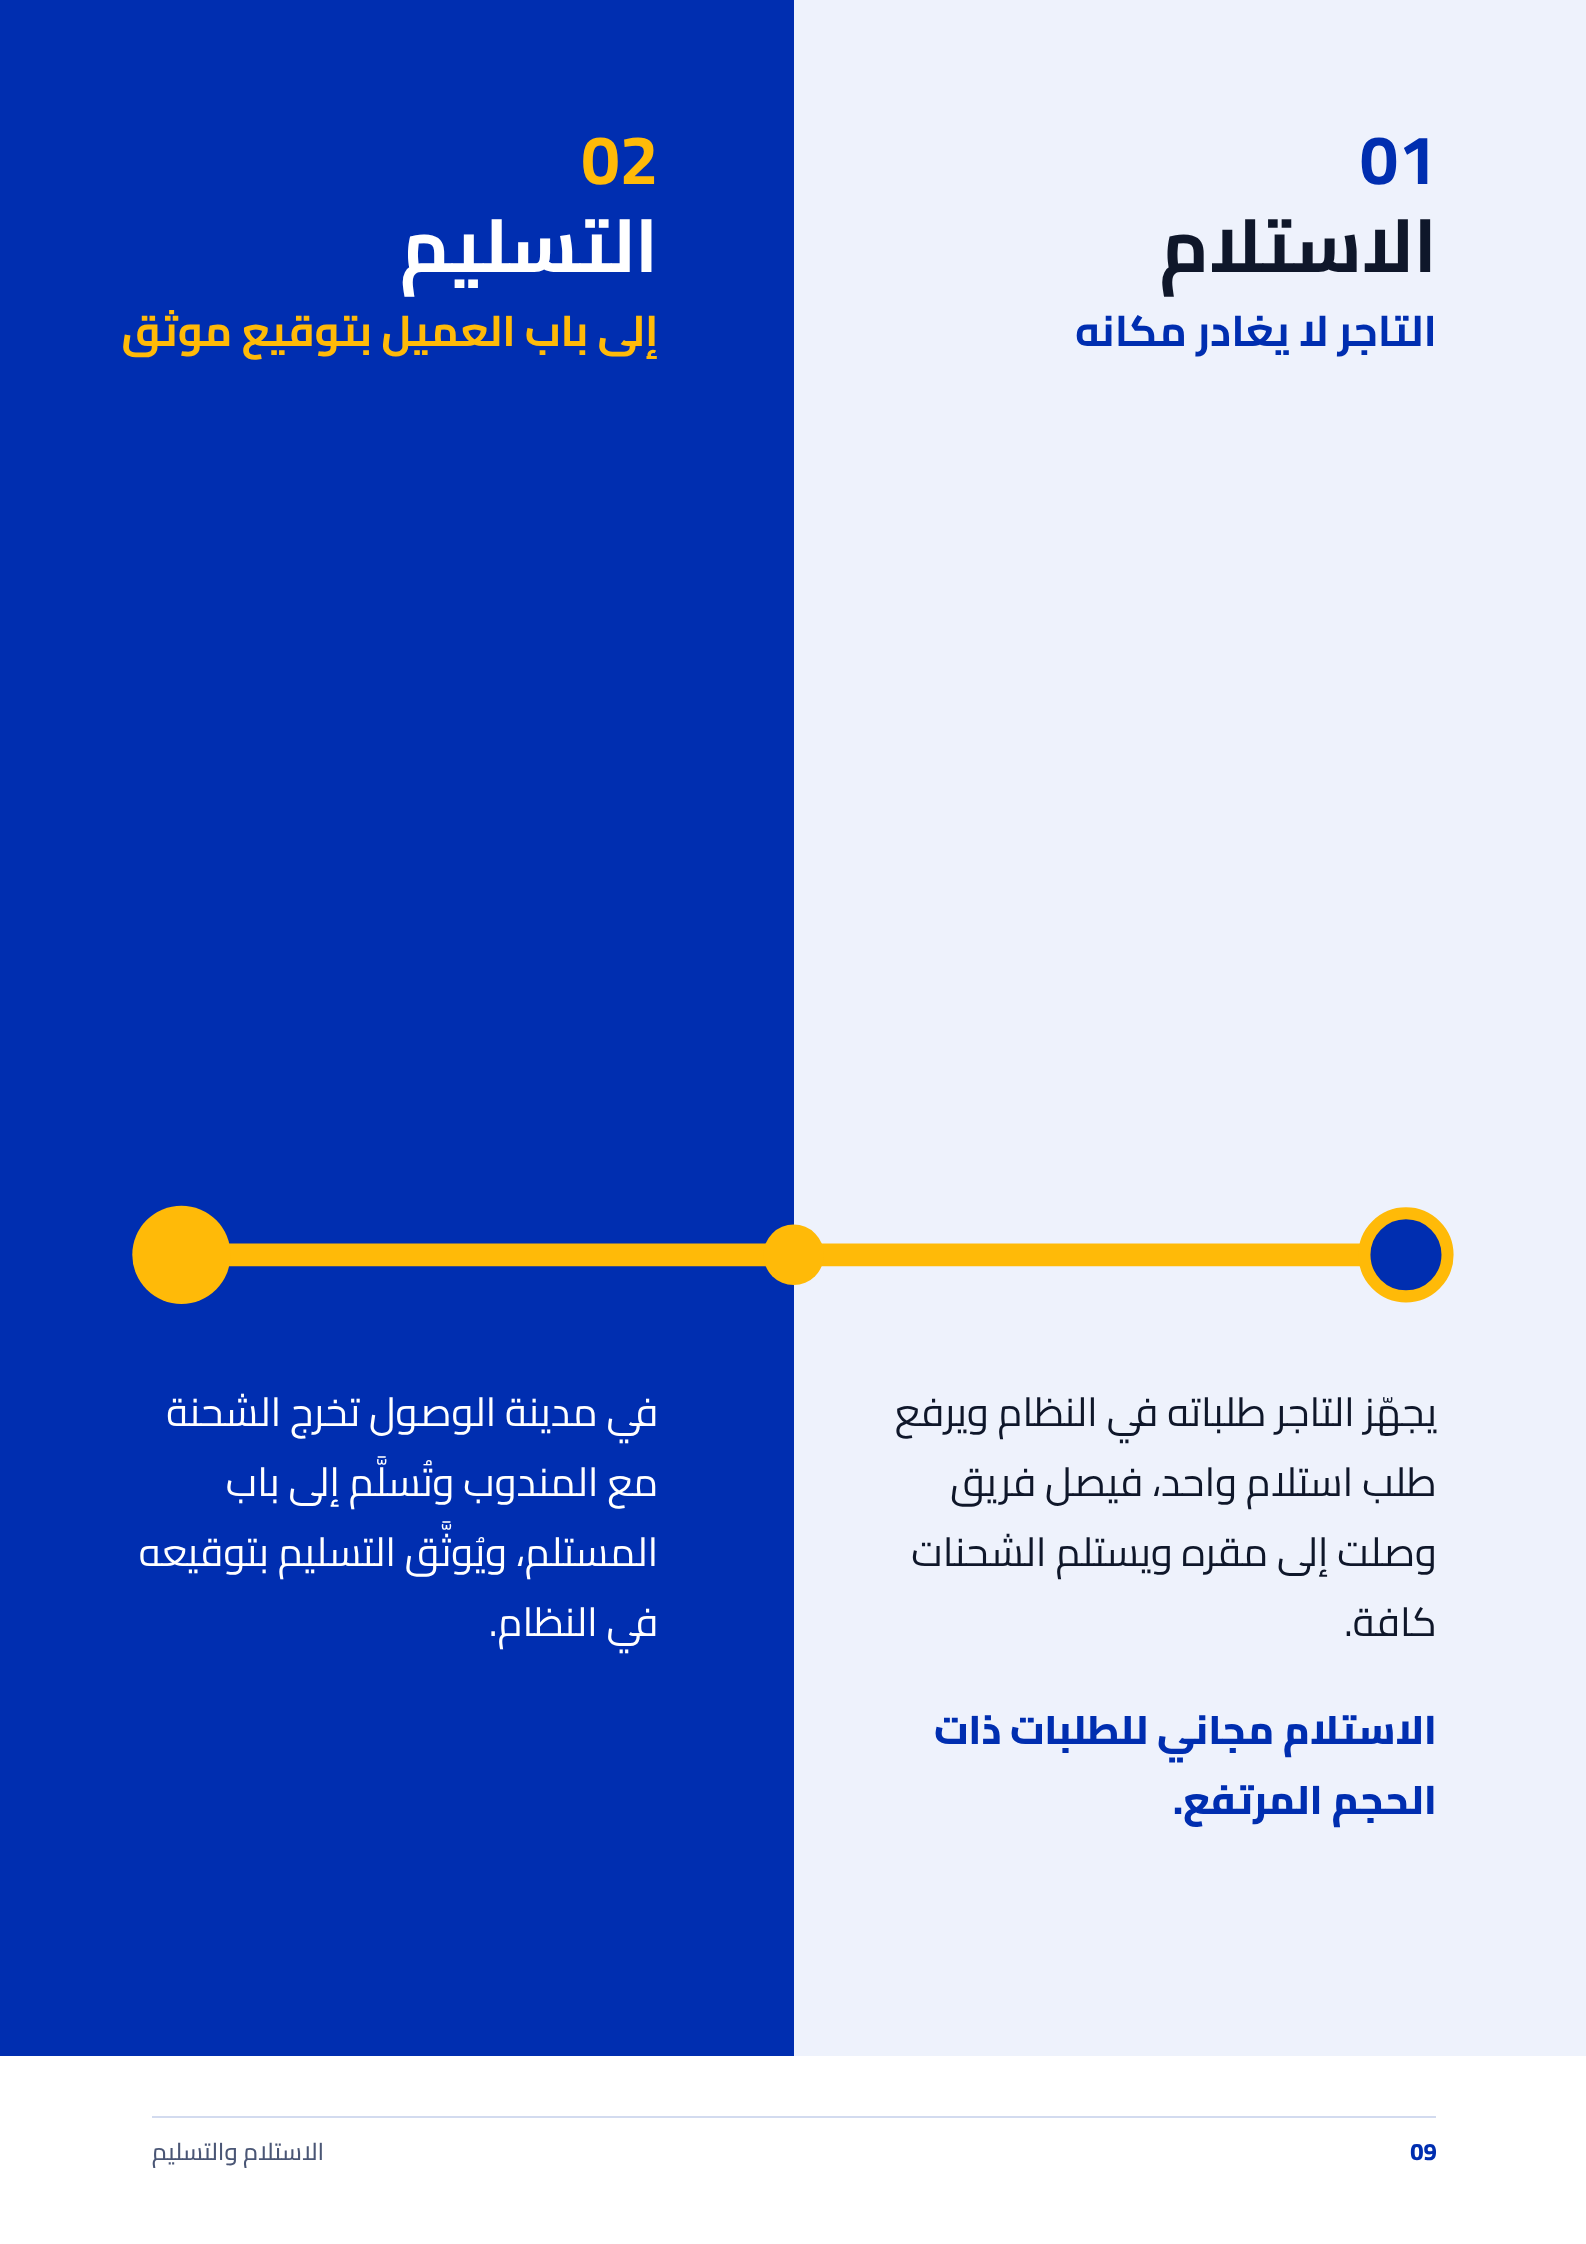 01
الاستلام
التاجر لا يغادر مكانه
يجهّز التاجر طلباته في النظام ويرفع
طلب استلام واحد، فيصل فريق
وصلت إلى مقره ويستلم الشحنات
كافة.
الاستلام مجاني للطلبات ذات
الحجم المرتفع.
02
التسليم
إلى باب العميل بتوقيع موثق
في مدينة الوصول تخرج الشحنة
مع المندوب وتُسلَّم إلى باب
المستلم، ويُوثَّق التسليم بتوقيعه
في النظام.
09
الاستلام والتسليم